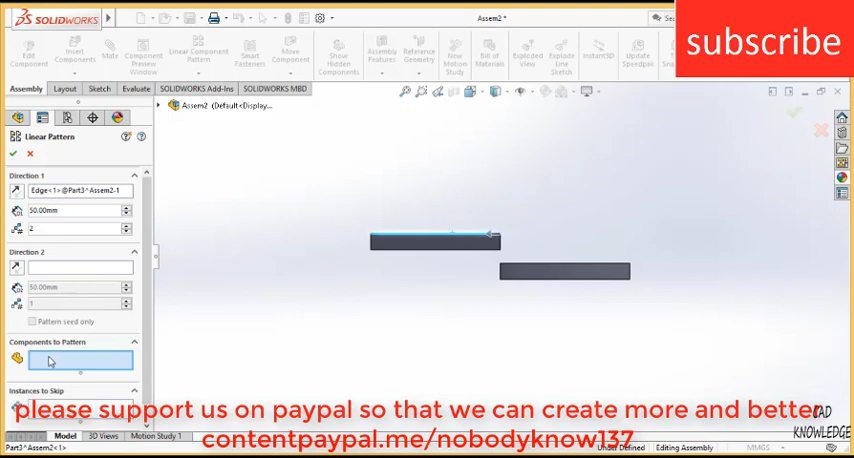 SOLIDWORKS
Assem2 *
Sea
subscribe
Edit Component
Insert Components
Mate
Component Preview Window
Linear Component Pattern
Smart Fasteners
Move Component
Show Hidden Components
Assembly Features
Reference Geometry
New Motion Study
Bill of Materials
Exploded View
Explode Line Sketch
Instant3D
Update Speedpak
Assembly
Layout
Sketch
Evaluate
SOLIDWORKS Add-Ins
SOLIDWORKS MBD
Assem2 (Default<Display...
Linear Pattern
Direction 1
Edge<1>@Part3^Assem2-1
50.00mm
2
Direction 2
50.00mm
1
Pattern seed only
Components to Pattern
Instances to Skip
please support us on paypal so that we can create more and better
contentpaypal.me/nobodyknow137
CAD
KNOWLEDGE
Model
3D Views
Motion Study 1
Part3^Assem2<1>
Under Defined
Editing Assembly
MMGS